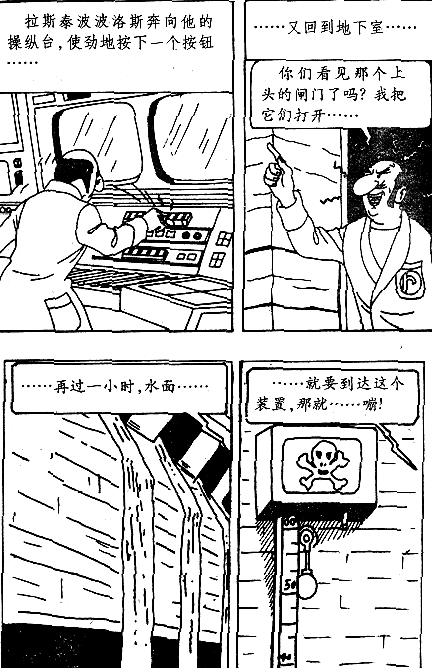 拉斯泰波波洛斯奔向他的
操纵台，使劲地按下一个按钮
……
……又回到地下室……
你们看见那个上
头的闸门了吗？我把
它们打开……
……再过一小时，水面……
……就要到达这个
装置，那就……嘣！
50